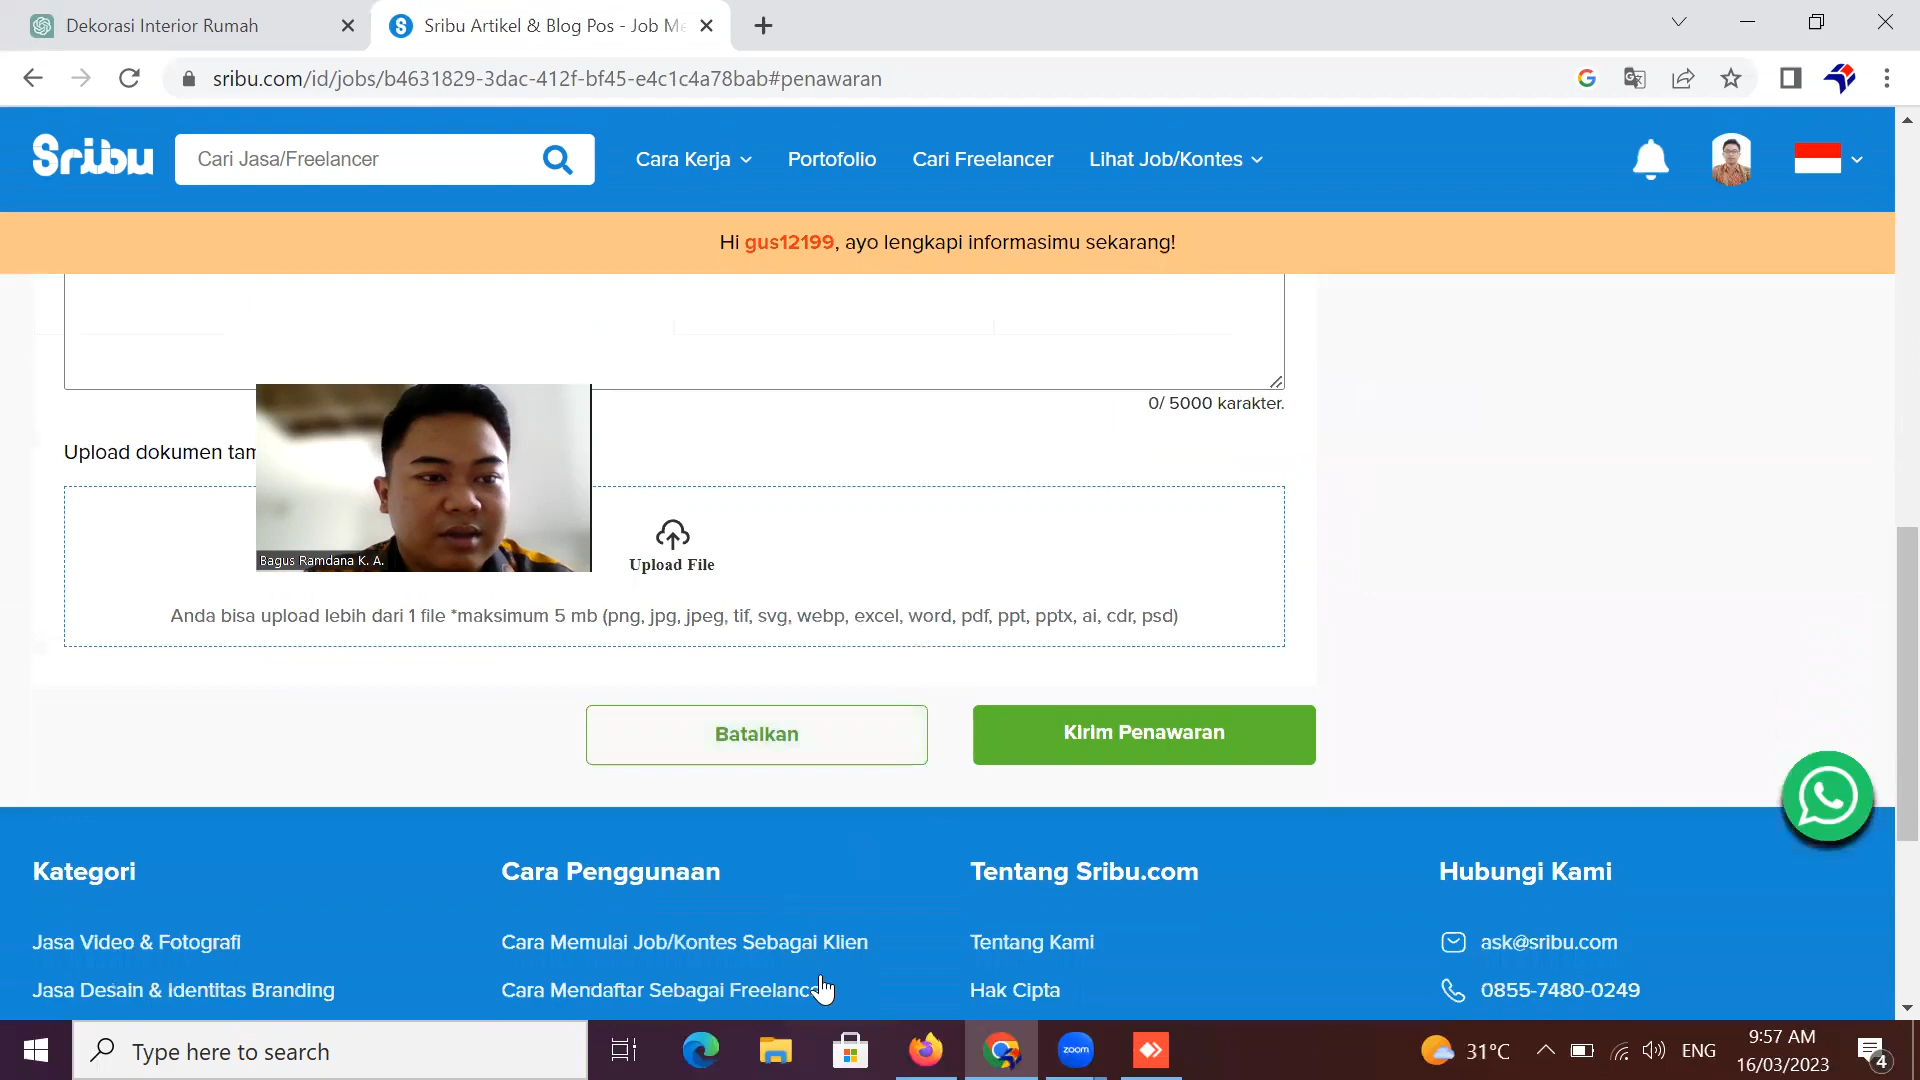 Dekorasi Interior Rumah
Sribu Artikel & Blog Pos - Job Me
sribu.com/id/jobs/b4631829-3dac-412f-bf45-e4c1c4a78bab#penawaran
Sribu
Cari Jasa/Freelancer
Cara Kerja
Portofolio
Cari Freelancer
Lihat Job/Kontes
Hi gus12199, ayo lengkapi informasimu sekarang!
0/ 5000 karakter.
Upload dokumen tam
Bagus Ramdana K. A.
Upload File
Anda bisa upload lebih dari 1 file *maksimum 5 mb (png, jpg, jpeg, tif, svg, webp, excel, word, pdf, ppt, pptx, ai, cdr, psd)
Batalkan
Kirim Penawaran
Kategori
Cara Penggunaan
Tentang Sribu.com
Hubungi Kami
Jasa Video & Fotografi
Cara Memulai Job/Kontes Sebagai Klien
Tentang Kami
ask@sribu.com
Jasa Desain & Identitas Branding
Cara Mendaftar Sebagai Freelanc
Hak Cipta
0855-7480-0249
Type here to search
zoom
31°C
ENG
9:57 AM
16/03/2023
4